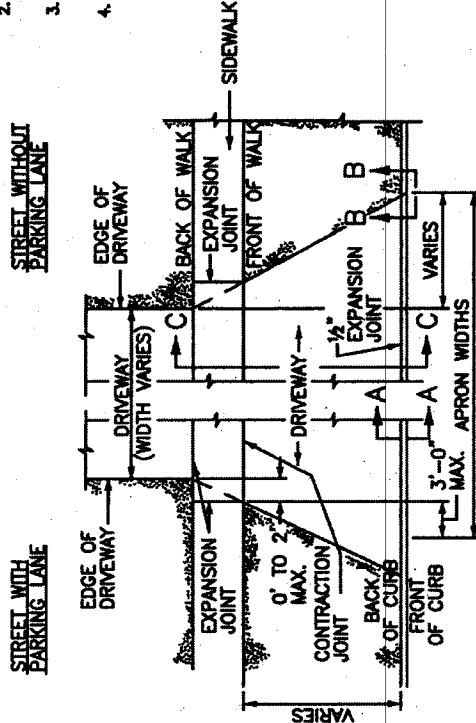 2.
3.
4.
STREET WITH
PARKING LANE
STREET WITHOUT
PARKING LANE
EDGE OF
DRIVEWAY
DRIVEWAY
(WIDTH VARIES)
EDGE OF
DRIVEWAY
BACK OF WALK
EXPANSION
JOINT
FRONT OF WALK
SIDEWALK
C
EXPANSION
JOINT
0' TO 2'
MAX.
DRIVEWAY
CONTRACTION
JOINT
BACK
OF CURB
FRONT
OF CURB
½"
EXPANSION
JOINT
B
B
C
A
A
VARIES
3'-0"
MAX.
APRON WIDTHS
VARIES